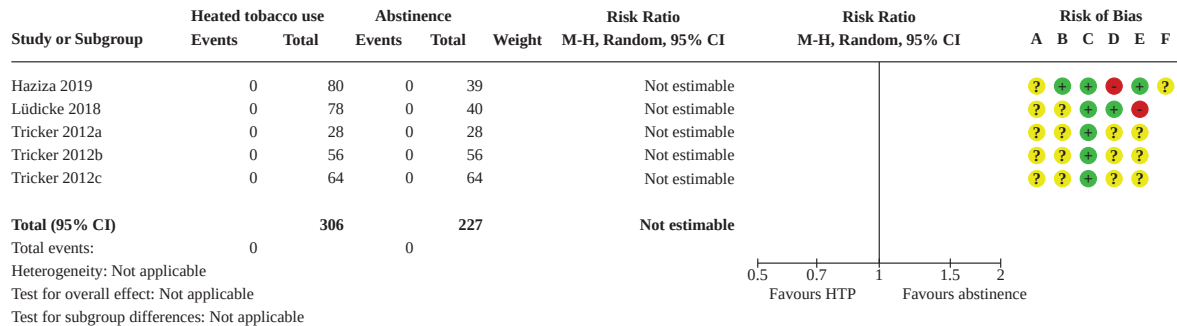 Heated tobacco use Abstinence Risk Ratio Risk Ratio Risk of Bias
Study or Subgroup Events Total Events Total Weight M-H, Random, 95% CI M-H, Random, 95% CI A B C D E F
Haziza 2019 0 80 0 39 Not estimable ? + + - + ?
Lüdicke 2018 0 78 0 40 Not estimable ? ? + + -
Tricker 2012a 0 28 0 28 Not estimable ? ? + ? ?
Tricker 2012b 0 56 0 56 Not estimable ? ? + ? ?
Tricker 2012c 0 64 0 64 Not estimable ? ? + ? ?
Total (95% CI) 306 227 Not estimable
Total events: 0 0
Heterogeneity: Not applicable 0.5 0.7 1 1.5 2
Test for overall effect: Not applicable Favours HTP Favours abstinence
Test for subgroup differences: Not applicable